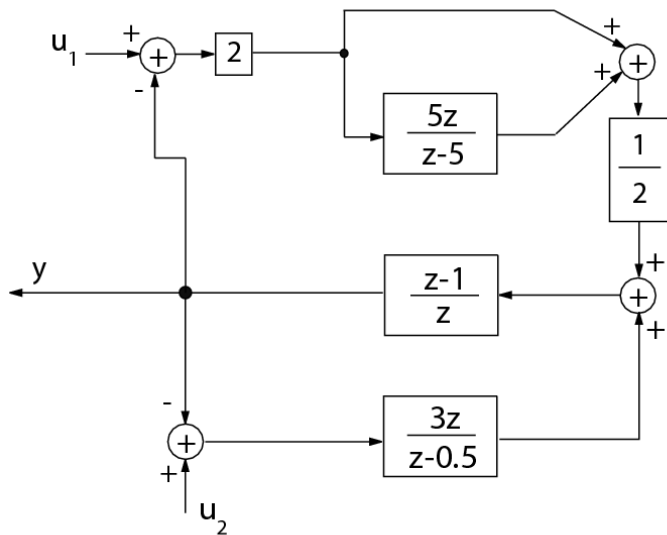 u1
+
+
-
2
5z
z-5
+
+
+
1
2
y
z-1
z
+
+
+
-
+
+
3z
z-0.5
u2